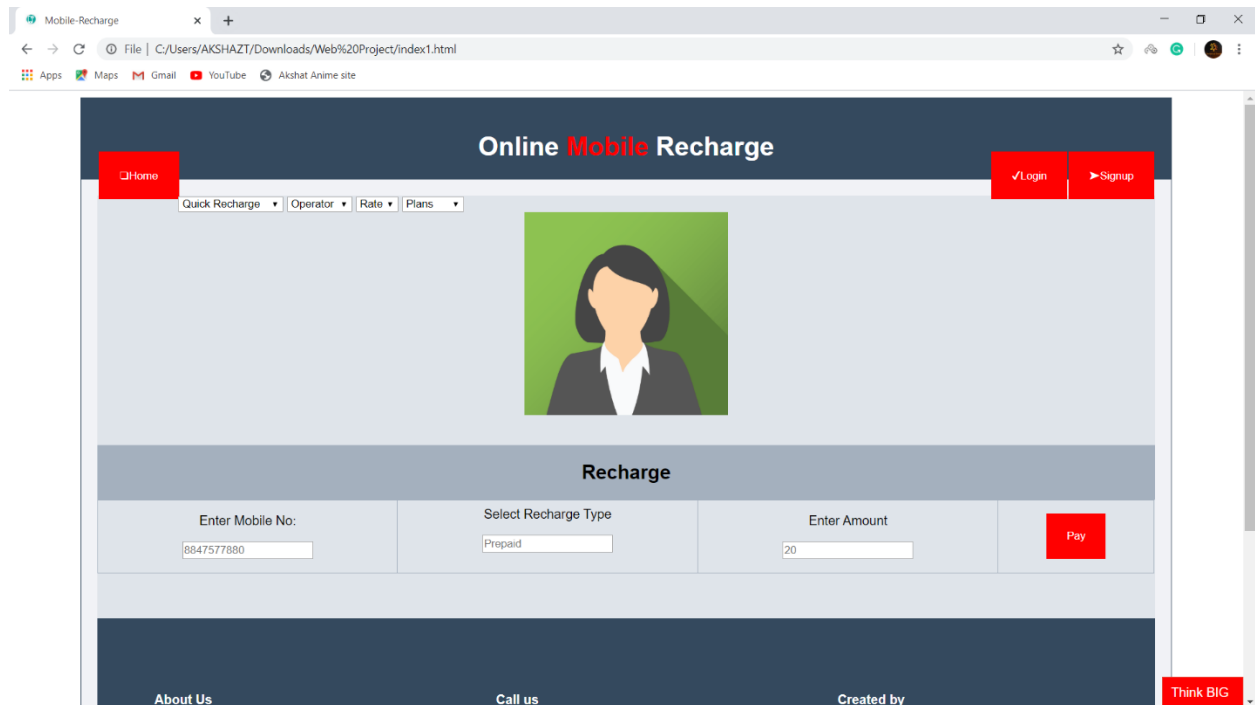 Mobile-Recharge
File | C:/Users/AKSHAZT/Downloads/Web%20Project/index1.html
Apps Maps Gmail YouTube Akshat Anime site
Online Mobile Recharge
❑Home ✓Login ➤Signup
Quick Recharge Operator Rate Plans
Recharge
Enter Mobile No: Select Recharge Type Enter Amount
8847577880 Prepaid 20 Pay
About Us Call us Created by
Think BIG